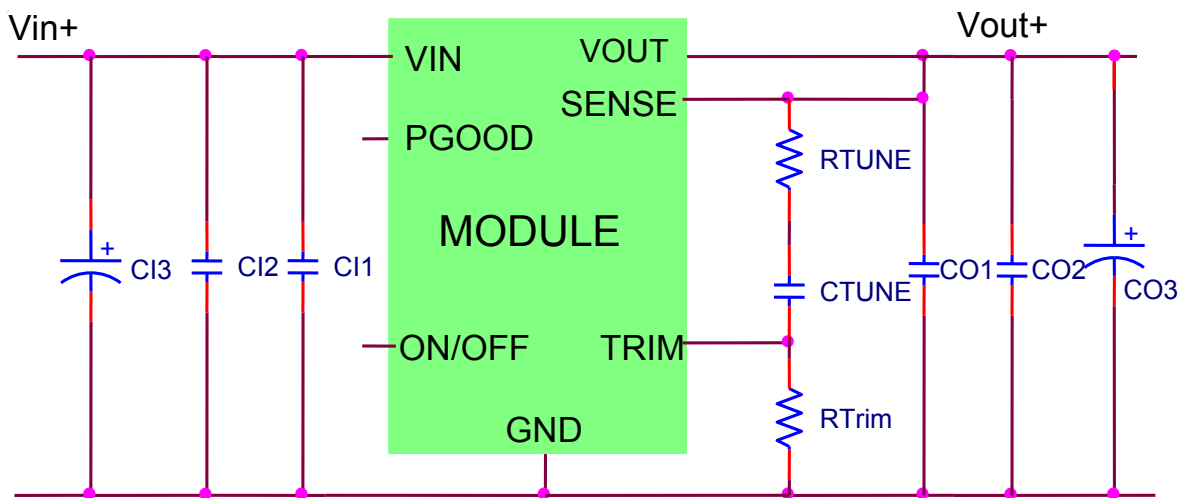 Vin+
Vout+
VIN
VOUT
SENSE
PGOOD
RTUNE
MODULE
+
CI3
CI2
CI1
CTUNE
+
CO1
CO2
CO3
ON/OFF
TRIM
RTrim
GND